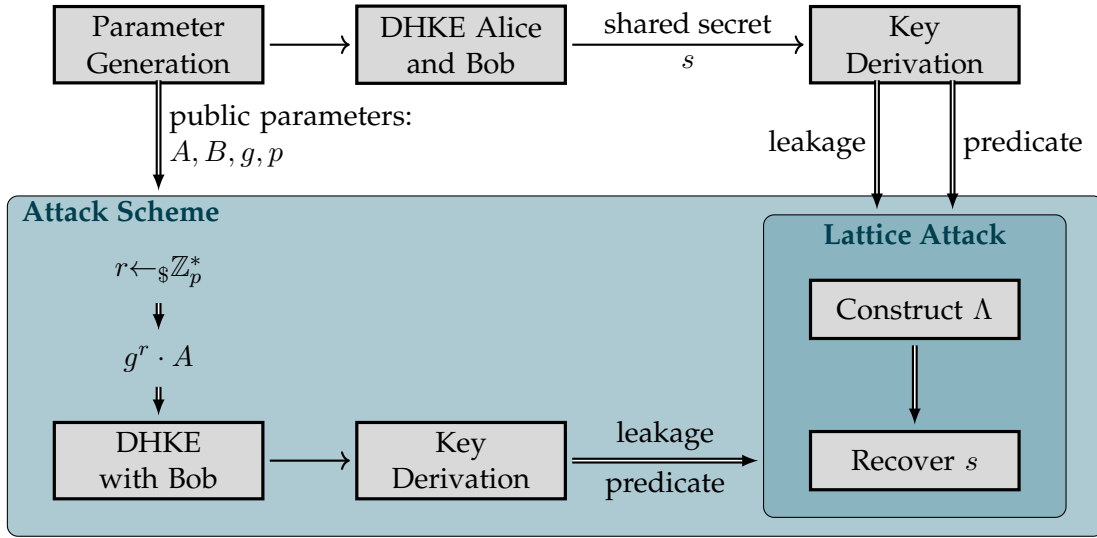 Parameter
Generation
DHKE Alice
and Bob
shared secret
s
Key
Derivation
public parameters:
A, B, g, p
leakage
predicate
Attack Scheme
Lattice Attack
r←$ℤ*ₚ
gʳ · A
DHKE
with Bob
Key
Derivation
leakage
predicate
Construct Λ
Recover s